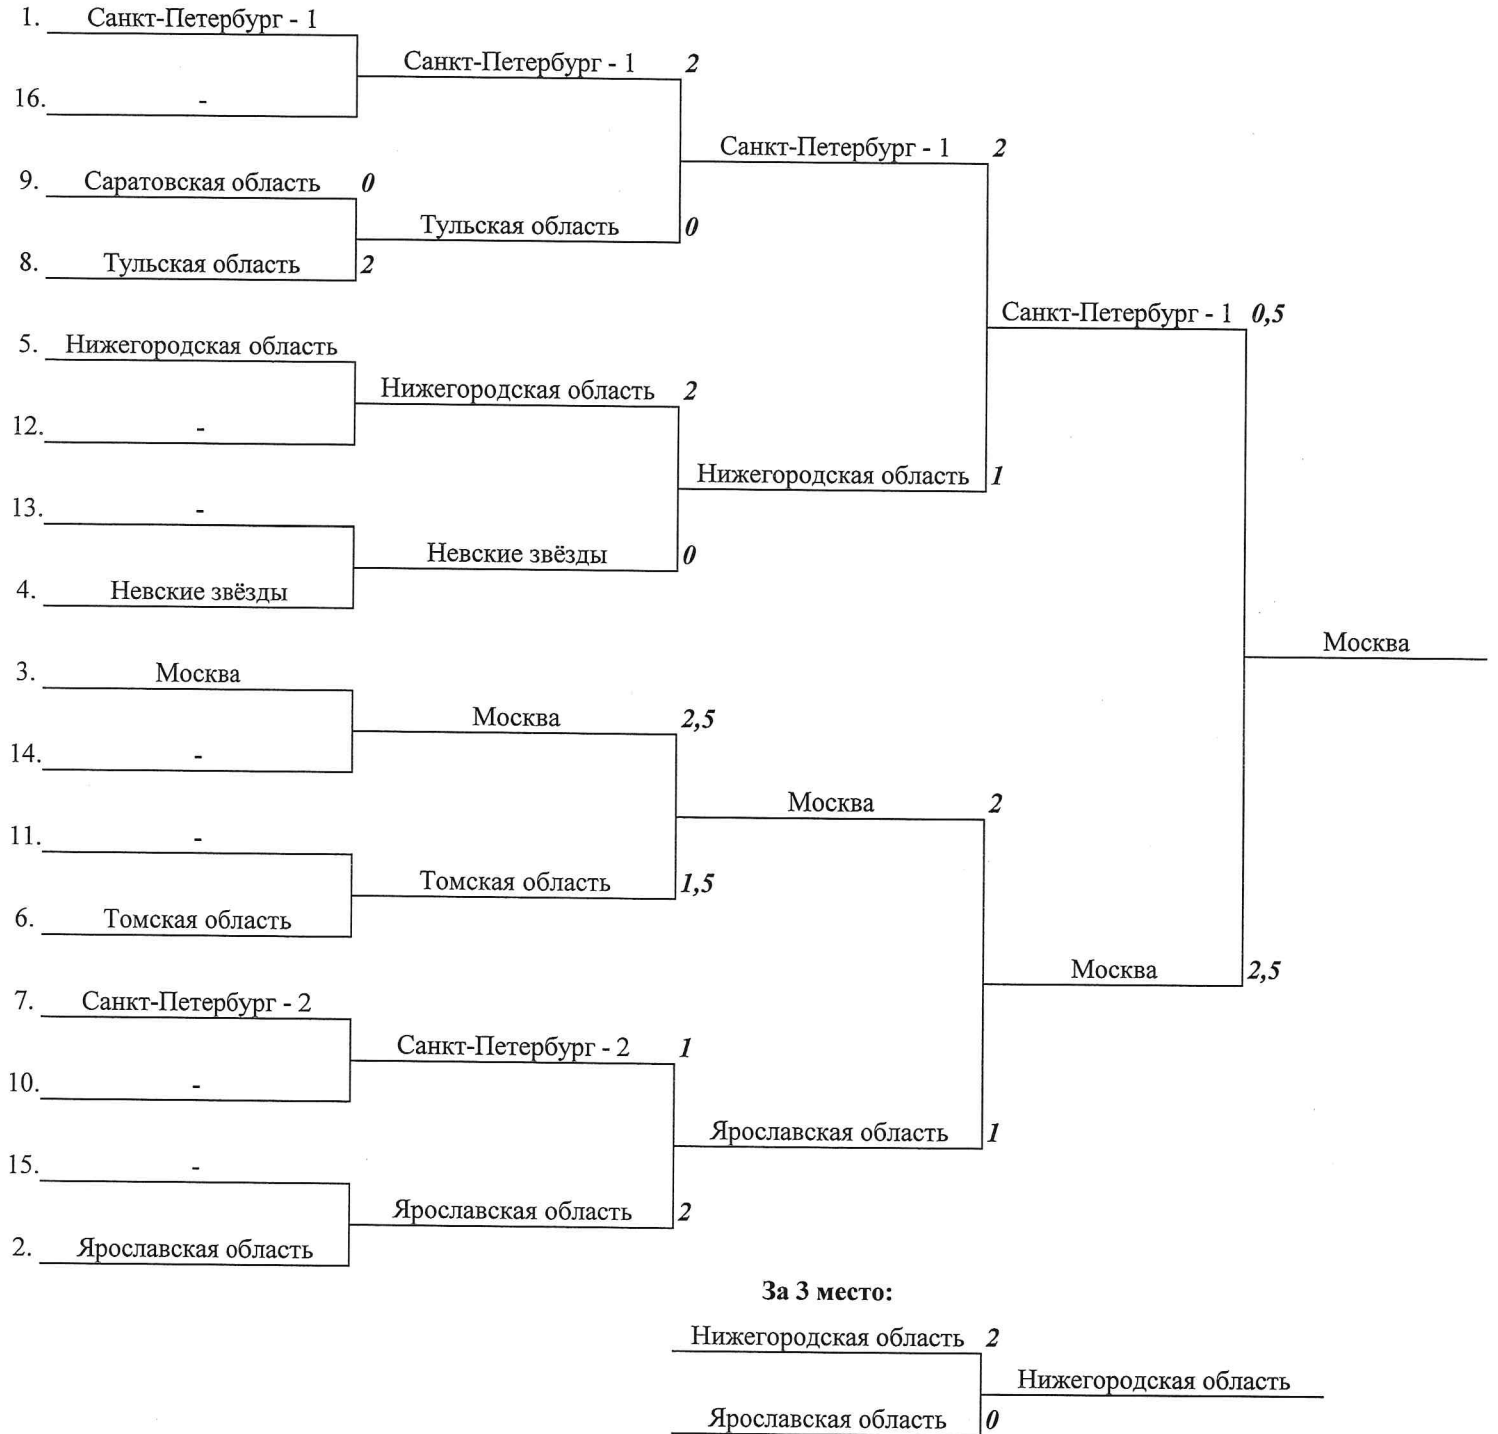 1. Санкт-Петербург - 1
Санкт-Петербург - 1 2
16. -
Санкт-Петербург - 1 2
9. Саратовская область 0
Тульская область 0
8. Тульская область 2
Санкт-Петербург - 1 0,5
5. Нижегородская область
Нижегородская область 2
12. -
Нижегородская область 1
13. -
Невские звёзды 0
4. Невские звёзды
Москва
3. Москва
Москва 2,5
14. -
Москва 2
11. -
Томская область 1,5
6. Томская область
Москва 2,5
7. Санкт-Петербург - 2
Санкт-Петербург - 2 1
10. -
Ярославская область 1
15. -
Ярославская область 2
2. Ярославская область
За 3 место:
Нижегородская область 2
Нижегородская область
Ярославская область 0